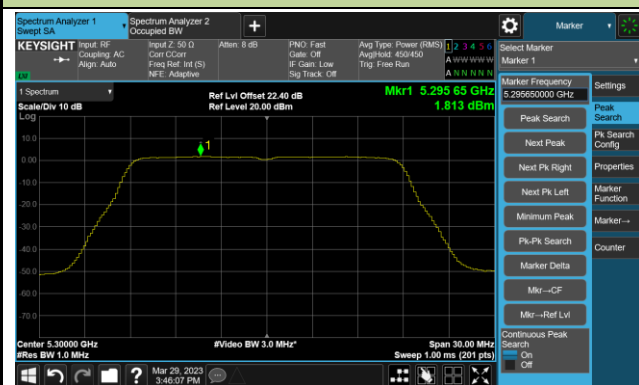 Spectrum Analyzer 1
Swept SA
Spectrum Analyzer 2
Occupied BW
Marker
KEYSIGHT
Input: RF
Coupling: AC
Align: Auto
Input Z: 50 Ω
Corr CCorr
Freq Ref: Int (S)
NFE: Adaptive
Atten: 8 dB
PNO: Fast
Gate: Off
IF Gain: Low
Sig Track: Off
Avg Type: Power (RMS)
Avg|Hold: 450/450
Trig: Free Run
1 2 3 4 5 6
A W W W W W
A N N N N N
LW
1 Spectrum
Scale/Div 10 dB
Log
Ref Lvl Offset 22.40 dB
Ref Level 20.00 dBm
Mkr1 5.295 65 GHz
1.813 dBm
10.0
0.00
-10.0
-20.0
-30.0
-40.0
-50.0
-60.0
-70.0
1
Center 5.30000 GHz
#Res BW 1.0 MHz
#Video BW 3.0 MHz*
Span 30.00 MHz
Sweep 1.00 ms (201 pts)
Mar 29, 2023
3:46:07 PM
Select Marker
Marker 1
Marker Frequency
5.295650000 GHz
Peak Search
Next Peak
Next Pk Right
Next Pk Left
Minimum Peak
Pk-Pk Search
Marker Delta
Mkr→CF
Mkr→Ref Lvl
Continuous Peak
Search
On
Off
Settings
Peak
Search
Pk Search
Config
Properties
Marker
Function
Marker→
Counter